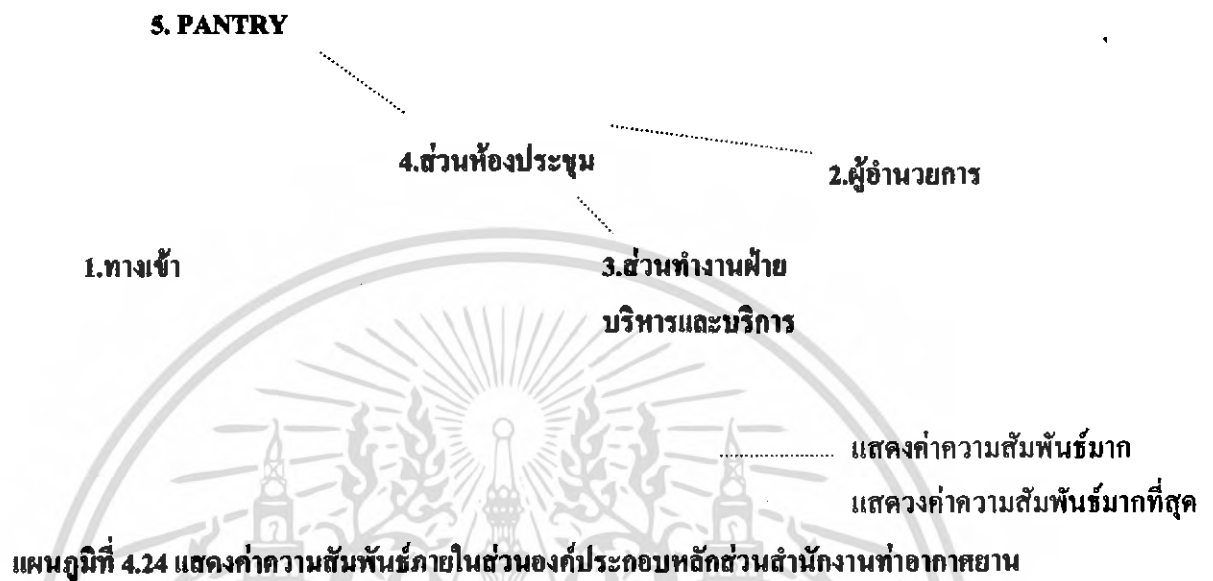 5. PANTRY
4.ส่วนห้องประชุม
2.ผู้อำนวยการ
1.ทางเข้า
3.ส่วนทำงานฝ่าย
บริหารและบริการ
แสดงค่าความสัมพันธ์มาก
แสดวงค่าความสัมพันธ์มากที่สุด
แผนภูมิที่ 4.24 แสดงค่าความสัมพันธ์ภายในส่วนองค์ประกอบหลักส่วนสำนักงานท่าอากาศยาน